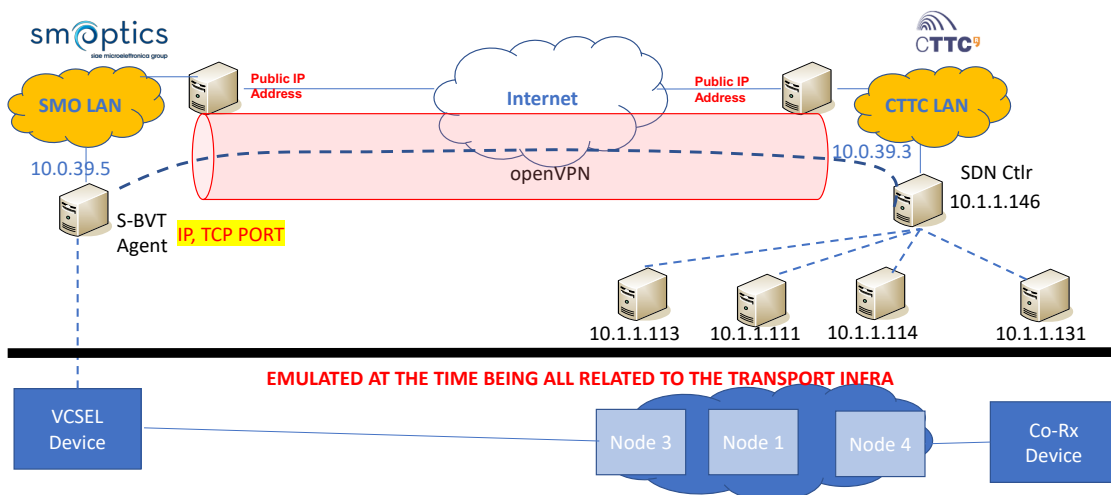 smoptics
siae microelettronica group
CTTC9
Public IP
Address
Public IP
Address
SMO LAN
Internet
CTTC LAN
10.0.39.5
10.0.39.3
openVPN
SDN Ctlr
10.1.1.146
S-BVT
Agent
IP, TCP PORT
10.1.1.113
10.1.1.111
10.1.1.114
10.1.1.131
EMULATED AT THE TIME BEING ALL RELATED TO THE TRANSPORT INFRA
VCSEL
Device
Node 3
Node 1
Node 4
Co-Rx
Device